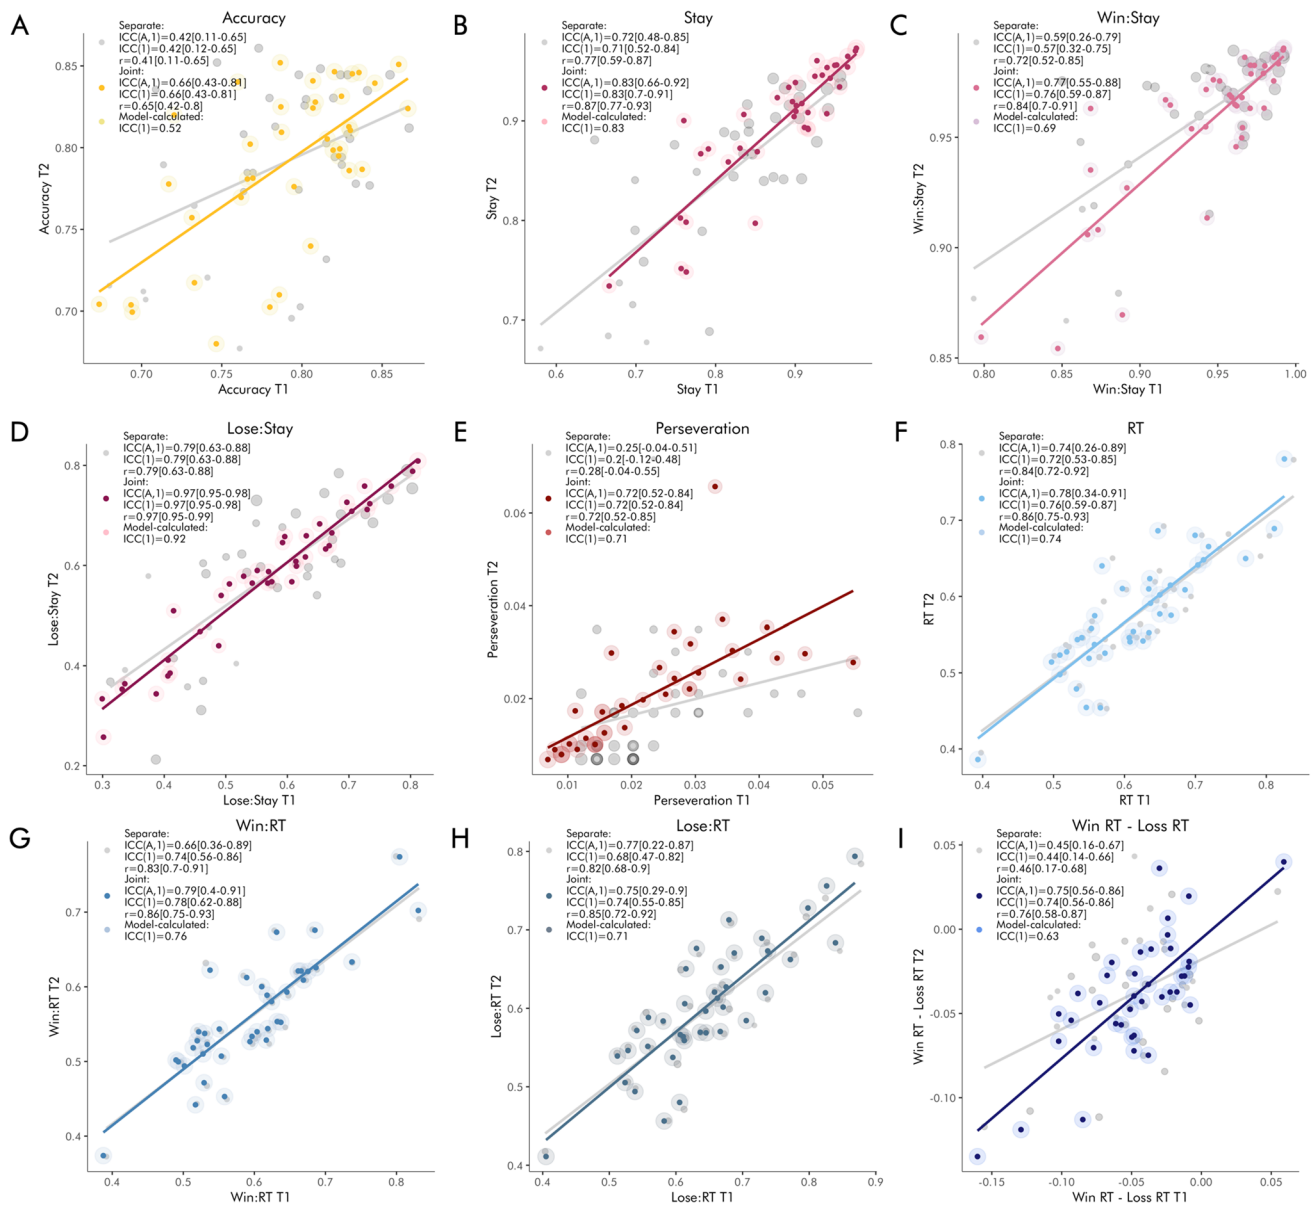 A
Accuracy
Separate:
ICC(A,1)=0.42[0.11-0.65]
ICC(1)=0.42[0.12-0.65]
r=0.41[0.11-0.65]
Joint:
ICC(A,1)=0.66[0.43-0.81]
ICC(1)=0.66[0.43-0.81]
r=0.65[0.42-0.8]
Model-calculated:
ICC(1)=0.52
Accuracy T2
0.85
0.80
0.75
0.70
0.70 0.75 0.80 0.85
Accuracy T1
B
Stay
Separate:
ICC(A,1)=0.72[0.48-0.85]
ICC(1)=0.71[0.52-0.84]
r=0.77[0.59-0.87]
Joint:
ICC(A,1)=0.83[0.66-0.92]
ICC(1)=0.83[0.7-0.91]
r=0.87[0.77-0.93]
Model-calculated:
ICC(1)=0.83
Stay T2
0.9
0.8
0.7
0.6 0.7 0.8 0.9
Stay T1
C
Win:Stay
Separate:
ICC(A,1)=0.59[0.26-0.79]
ICC(1)=0.57[0.32-0.75]
r=0.72[0.52-0.85]
Joint:
ICC(A,1)=0.77[0.55-0.88]
ICC(1)=0.76[0.59-0.87]
r=0.84[0.7-0.91]
Model-calculated:
ICC(1)=0.69
Win:Stay T2
0.95
0.90
0.85
0.80 0.85 0.90 0.95 1.00
Win:Stay T1
D
Lose:Stay
Separate:
ICC(A,1)=0.79[0.63-0.88]
ICC(1)=0.79[0.63-0.88]
r=0.79[0.63-0.88]
Joint:
ICC(A,1)=0.97[0.95-0.98]
ICC(1)=0.97[0.95-0.98]
r=0.97[0.95-0.99]
Model-calculated:
ICC(1)=0.92
Lose:Stay T2
0.8
0.6
0.4
0.2
0.3 0.4 0.5 0.6 0.7 0.8
Lose:Stay T1
E
Perseveration
Separate:
ICC(A,1)=0.25[-0.04-0.51]
ICC(1)=0.2[-0.12-0.48]
r=0.28[-0.04-0.55]
Joint:
ICC(A,1)=0.72[0.52-0.84]
ICC(1)=0.72[0.52-0.84]
r=0.72[0.52-0.85]
Model-calculated:
ICC(1)=0.71
Perseveration T2
0.06
0.04
0.02
0.01 0.02 0.03 0.04 0.05
Perseveration T1
F
RT
Separate:
ICC(A,1)=0.74[0.26-0.89]
ICC(1)=0.72[0.53-0.85]
r=0.84[0.72-0.92]
Joint:
ICC(A,1)=0.78[0.34-0.91]
ICC(1)=0.76[0.59-0.87]
r=0.86[0.75-0.93]
Model-calculated:
ICC(1)=0.74
RT T2
0.8
0.7
0.6
0.5
0.4
0.4 0.5 0.6 0.7 0.8
RT T1
G
Win:RT
Separate:
ICC(A,1)=0.66[0.36-0.89]
ICC(1)=0.74[0.56-0.86]
r=0.83[0.7-0.91]
Joint:
ICC(A,1)=0.79[0.4-0.91]
ICC(1)=0.78[0.62-0.88]
r=0.86[0.75-0.93]
Model-calculated:
ICC(1)=0.76
Win:RT T2
0.7
0.6
0.5
0.4
0.4 0.5 0.6 0.7 0.8
Win:RT T1
H
Lose:RT
Separate:
ICC(A,1)=0.77[0.22-0.87]
ICC(1)=0.68[0.47-0.82]
r=0.82[0.68-0.9]
Joint:
ICC(A,1)=0.75[0.29-0.9]
ICC(1)=0.74[0.55-0.85]
r=0.85[0.72-0.92]
Model-calculated:
ICC(1)=0.71
Lose:RT T2
0.8
0.7
0.6
0.5
0.4
0.4 0.5 0.6 0.7 0.8 0.9
Lose:RT T1
I
Win RT - Loss RT
Separate:
ICC(A,1)=0.45[0.16-0.67]
ICC(1)=0.44[0.14-0.66]
r=0.46[0.17-0.68]
Joint:
ICC(A,1)=0.75[0.56-0.86]
ICC(1)=0.74[0.56-0.86]
r=0.76[0.58-0.87]
Model-calculated:
ICC(1)=0.63
Win RT - Loss RT T2
0.05
0.00
-0.05
-0.10
-0.15 -0.10 -0.05 0.00 0.05
Win RT - Loss RT T1